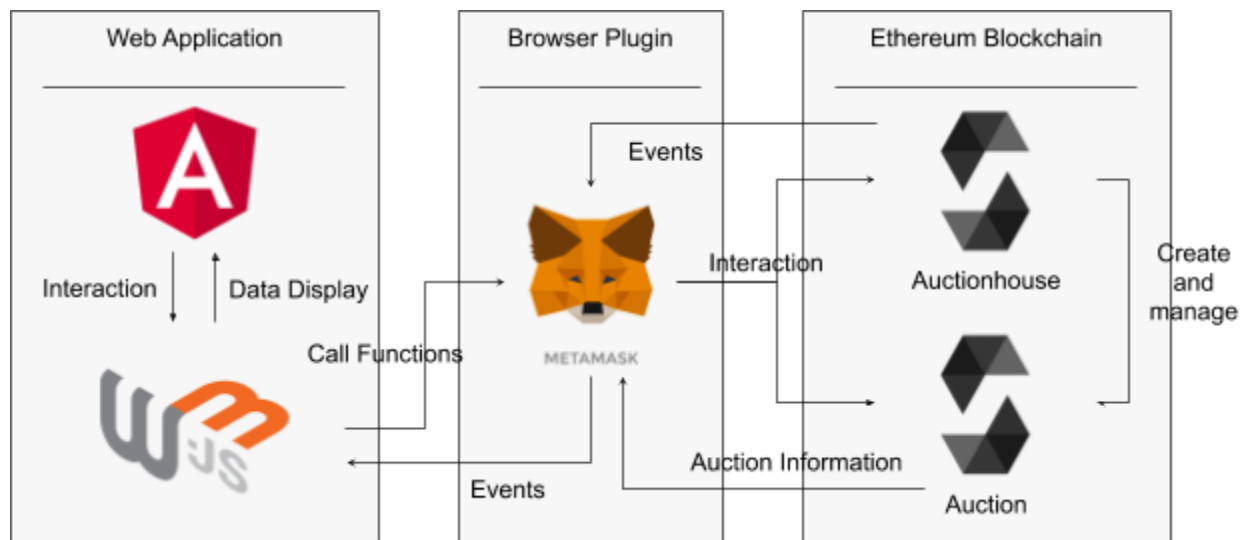 Web Application
Browser Plugin
Ethereum Blockchain
A
Events
Interaction
Data Display
Interaction
Auctionhouse
Create
and
manage
Call Functions
METAMASK
W3:JS
Auction Information
Events
Auction